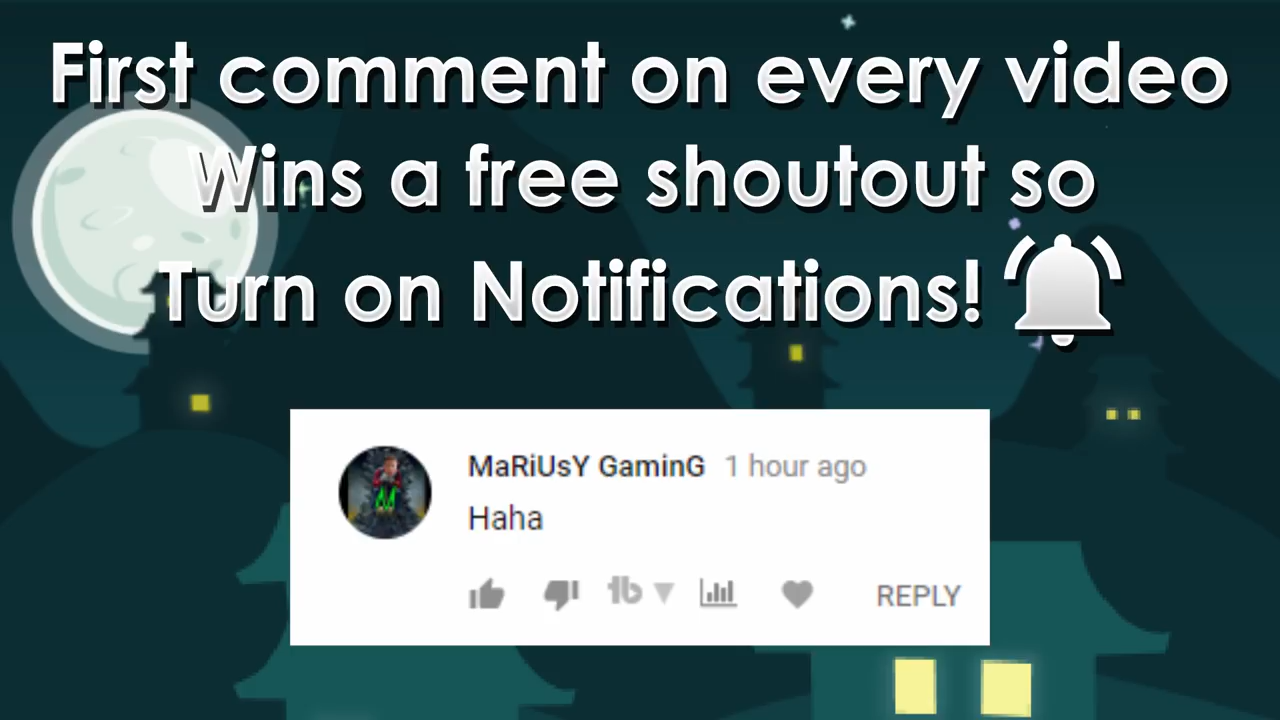 First comment on every video
Wins a free shoutout so
Turn on Notifications!
MaRiUsY GaminG 1 hour ago
Haha
REPLY